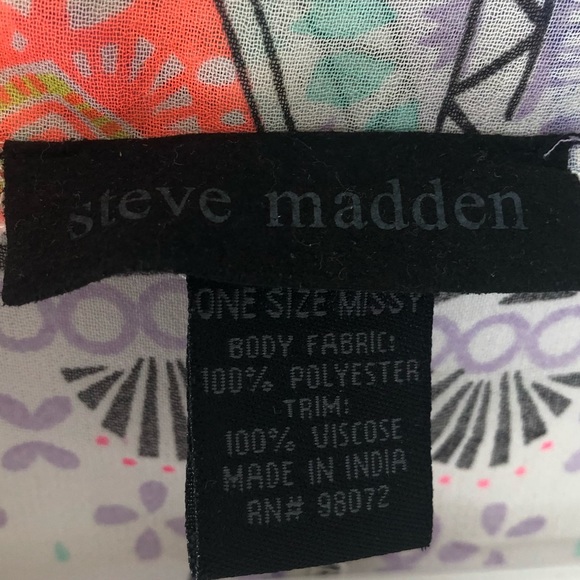 steve madden
ONE SIZE MISSY
BODY FABRIC:
100% POLYESTER
TRIM:
100% VISCOSE
MADE IN INDIA
RN# 98072